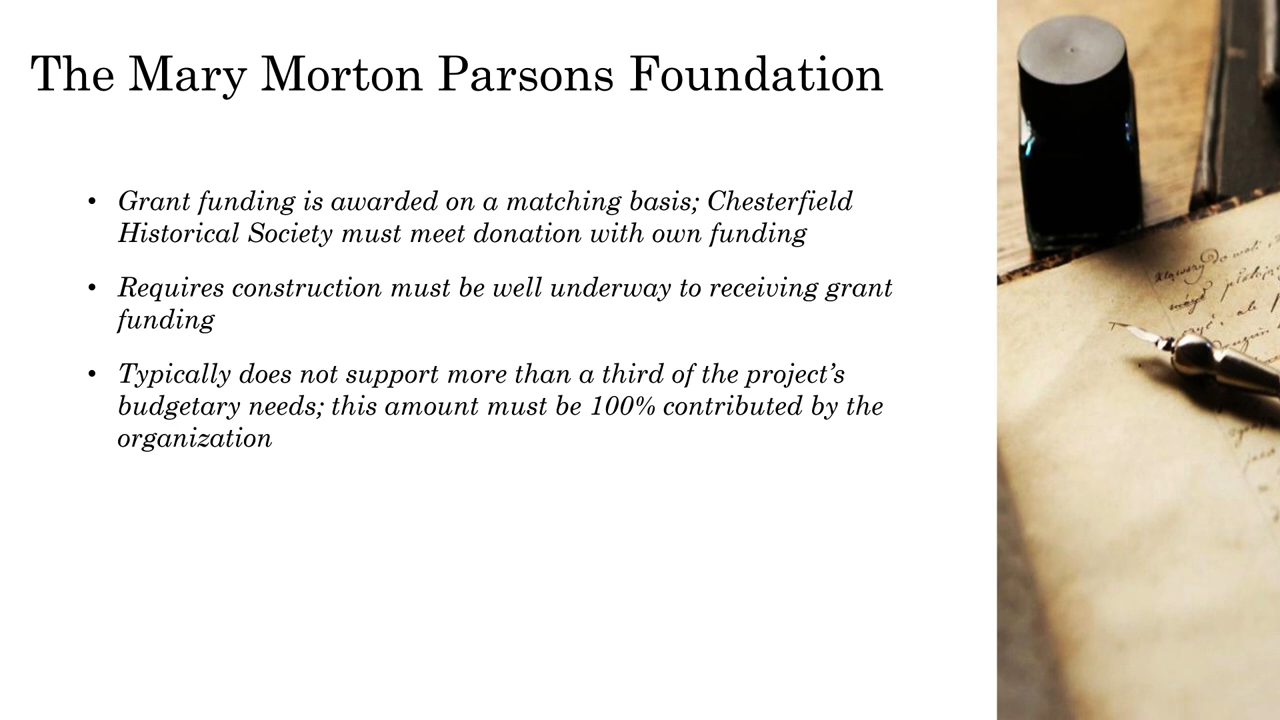 The Mary Morton Parsons Foundation
• Grant funding is awarded on a matching basis; Chesterfield
Historical Society must meet donation with own funding
• Requires construction must be well underway to receiving grant
funding
• Typically does not support more than a third of the project’s
budgetary needs; this amount must be 100% contributed by the
organization